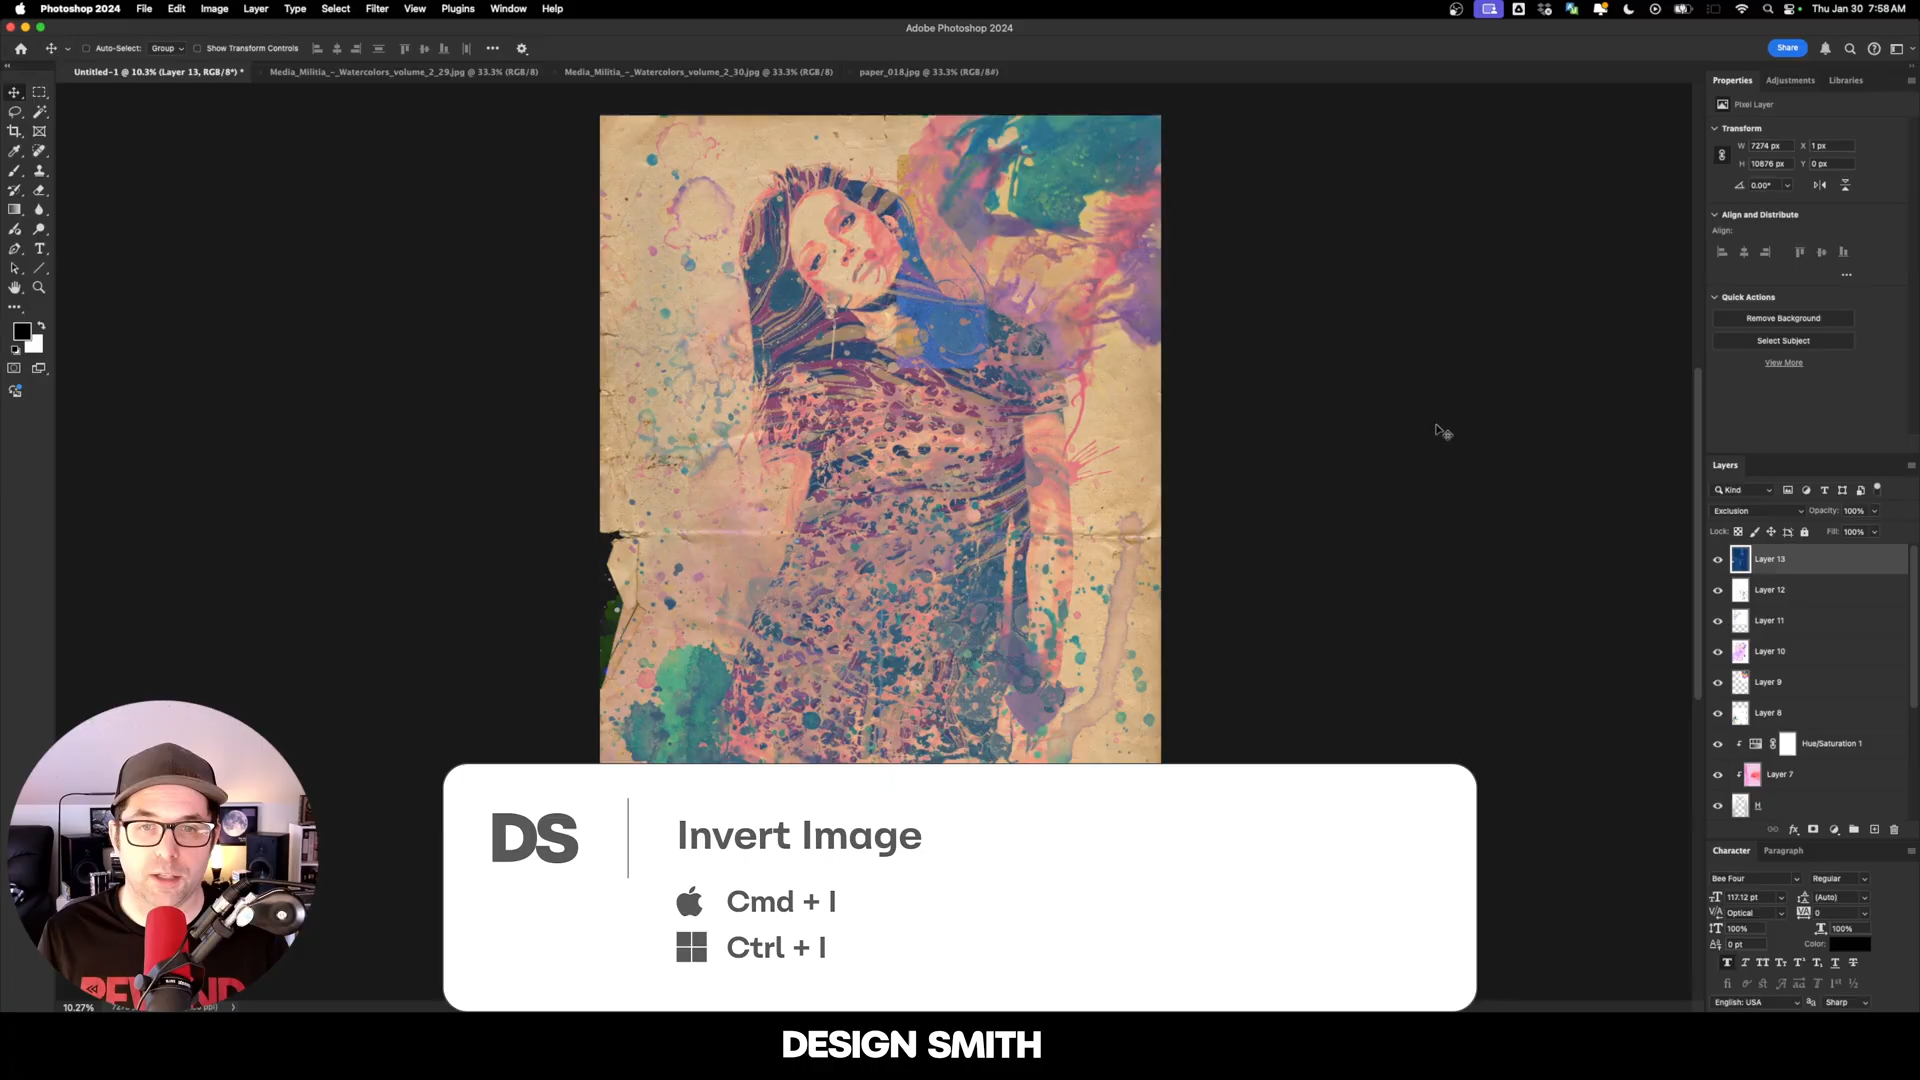 Photoshop 2024 File Edit Image Layer Type Select Filter View Plugins Window Help Thu Jan 30 7:58 AM
Adobe Photoshop 2024
Auto-Select: Group Show Transform Controls Share
Untitled-1 @ 10.3% (Layer 13, RGB/8*) * Media_Militia_-_Watercolors_volume_2_29.jpg @ 33.3% (RGB/8) Media_Militia_-_Watercolors_volume_2_30.jpg @ 33.3% (RGB/8) paper_018.jpg @ 33.3% (RGB/8#)
Properties Adjustments Libraries
Pixel Layer
Transform
W 7274 px X 1 px
H 10876 px Y 0 px
0.00°
Align and Distribute
Align:
Quick Actions
Remove Background
Select Subject
View More
Layers
Kind
Exclusion Opacity: 100%
Lock: Fill: 100%
Layer 13
Layer 12
Layer 11
Layer 10
Layer 9
Layer 8
Hue/Saturation 1
Layer 7
H
Character Paragraph
Bee Four Regular
117.12 pt (Auto)
Optical 0
100% 100%
0 pt Color:
English: USA Sharp
DS
Invert Image
Cmd + I
Ctrl + I
10.27%
DESIGN SMITH